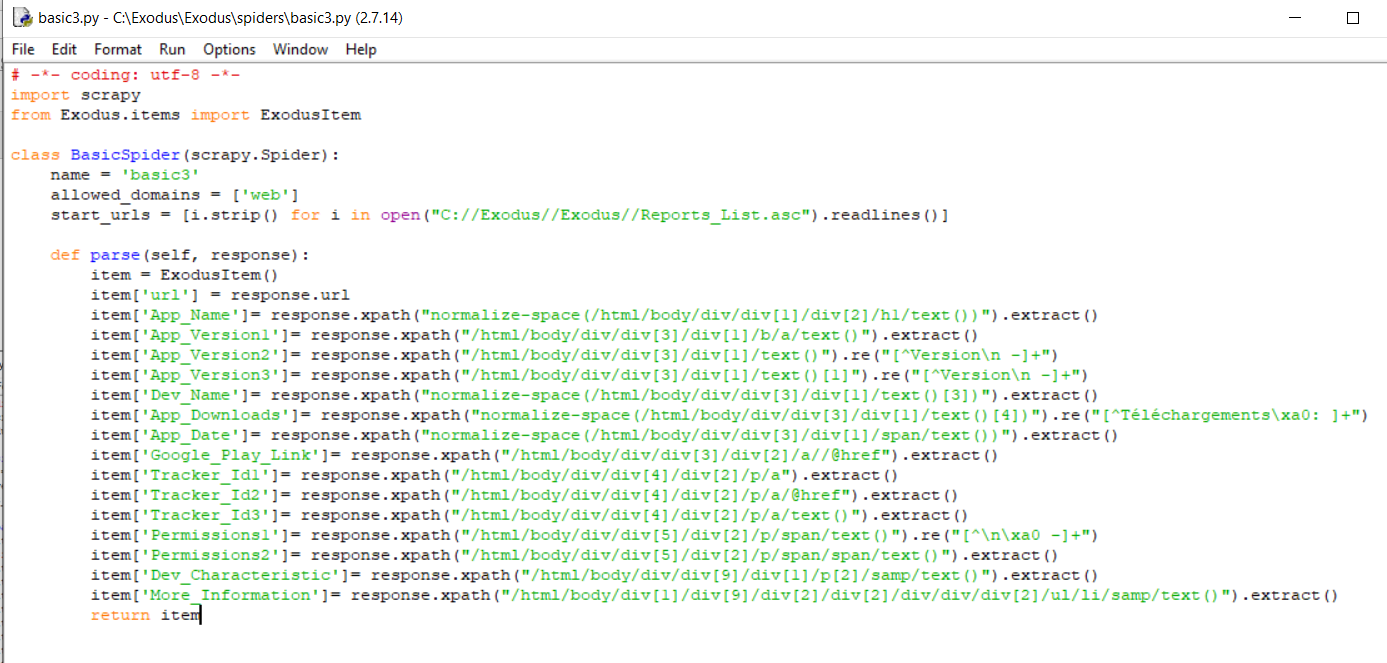 basic3.py - C:\Exodus\Exodus\spiders\basic3.py (2.7.14)
File Edit Format Run Options Window Help
# -*- coding: utf-8 -*-
import scrapy
from Exodus.items import ExodusItem

class BasicSpider(scrapy.Spider):
    name = 'basic3'
    allowed_domains = ['web']
    start_urls = [i.strip() for i in open("C://Exodus//Exodus//Reports_List.asc").readlines()]

    def parse(self, response):
        item = ExodusItem()
        item['url'] = response.url
        item['App_Name']= response.xpath("normalize-space(/html/body/div/div[1]/div[2]/h1/text())").extract()
        item['App_Version1']= response.xpath("/html/body/div/div[3]/div[1]/b/a/text()").extract()
        item['App_Version2']= response.xpath("/html/body/div/div[3]/div[1]/text()").re("[^Version\n -]+")
        item['App_Version3']= response.xpath("/html/body/div/div[3]/div[1]/text()[1]").re("[^Version\n -]+")
        item['Dev_Name']= response.xpath("normalize-space(/html/body/div/div[3]/div[1]/text()[3])").extract()
        item['App_Downloads']= response.xpath("normalize-space(/html/body/div/div[3]/div[1]/text()[4])").re("[^Téléchargements\xa0: ]+")
        item['App_Date']= response.xpath("normalize-space(/html/body/div/div[3]/div[1]/span/text())").extract()
        item['Google_Play_Link']= response.xpath("/html/body/div/div[3]/div[2]/a//@href").extract()
        item['Tracker_Id1']= response.xpath("/html/body/div/div[4]/div[2]/p/a").extract()
        item['Tracker_Id2']= response.xpath("/html/body/div/div[4]/div[2]/p/a/@href").extract()
        item['Tracker_Id3']= response.xpath("/html/body/div/div[4]/div[2]/p/a/text()").extract()
        item['Permissions1']= response.xpath("/html/body/div/div[5]/div[2]/p/span/text()").re("[^\n\xa0 -]+")
        item['Permissions2']= response.xpath("/html/body/div/div[5]/div[2]/p/span/span/text()").extract()
        item['Dev_Characteristic']= response.xpath("/html/body/div/div[9]/div[1]/p[2]/samp/text()").extract()
        item['More_Information']= response.xpath("/html/body/div[1]/div[9]/div[2]/div[2]/div/div/div[2]/ul/li/samp/text()").extract()
        return item